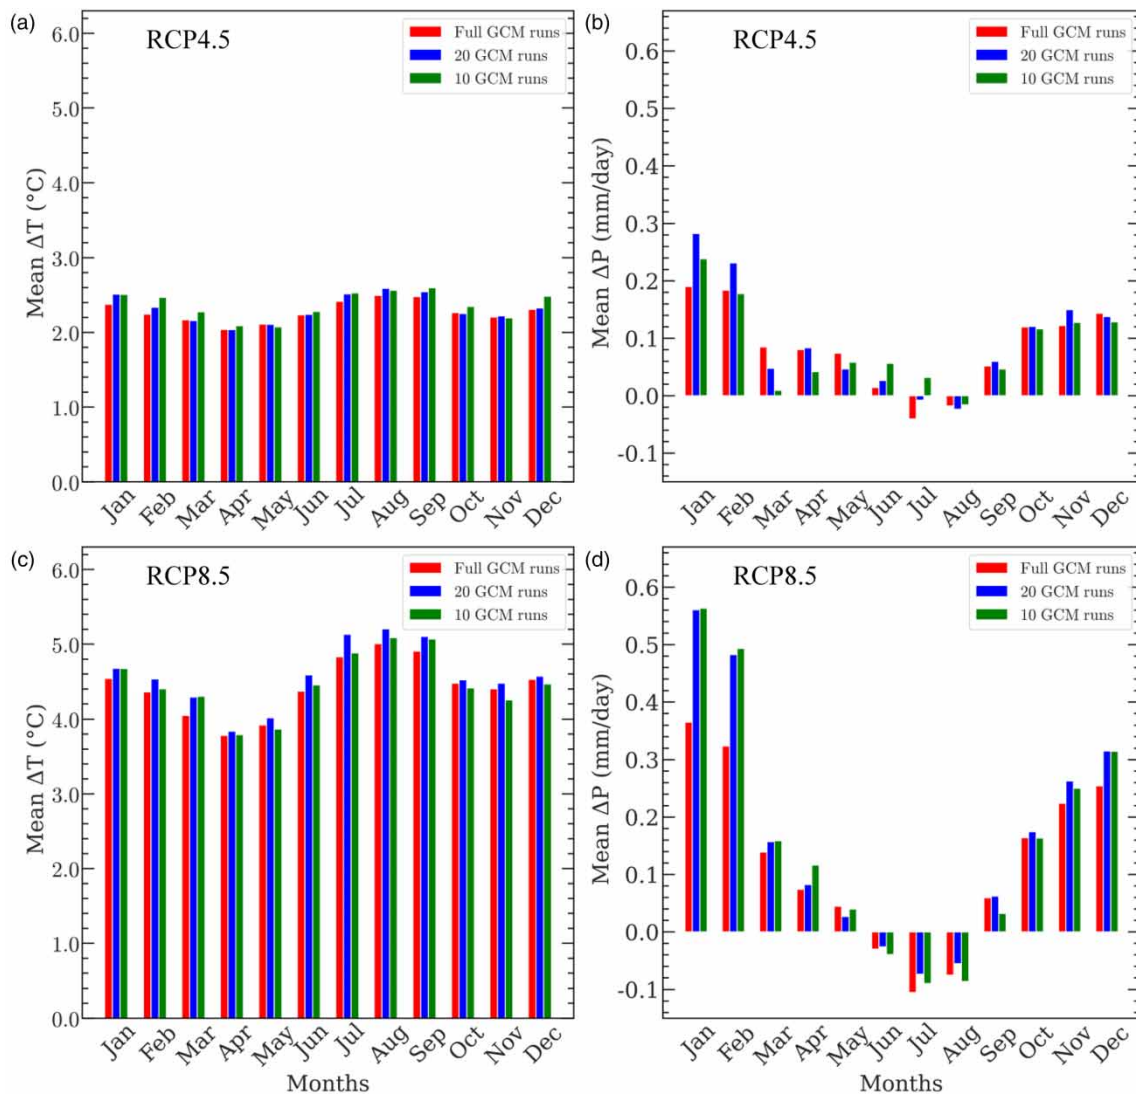 (a)
RCP4.5
Full GCM runs
20 GCM runs
10 GCM runs
Mean ΔT (°C)
6.0
5.0
4.0
3.0
2.0
1.0
0.0
Jan Feb Mar Apr May Jun Jul Aug Sep Oct Nov Dec
(b)
RCP4.5
Full GCM runs
20 GCM runs
10 GCM runs
Mean ΔP (mm/day)
0.6
0.5
0.4
0.3
0.2
0.1
0.0
-0.1
Jan Feb Mar Apr May Jun Jul Aug Sep Oct Nov Dec
(c)
RCP8.5
Full GCM runs
20 GCM runs
10 GCM runs
Mean ΔT (°C)
6.0
5.0
4.0
3.0
2.0
1.0
0.0
Jan Feb Mar Apr May Jun Jul Aug Sep Oct Nov Dec
Months
(d)
RCP8.5
Full GCM runs
20 GCM runs
10 GCM runs
Mean ΔP (mm/day)
0.6
0.5
0.4
0.3
0.2
0.1
0.0
-0.1
Jan Feb Mar Apr May Jun Jul Aug Sep Oct Nov Dec
Months